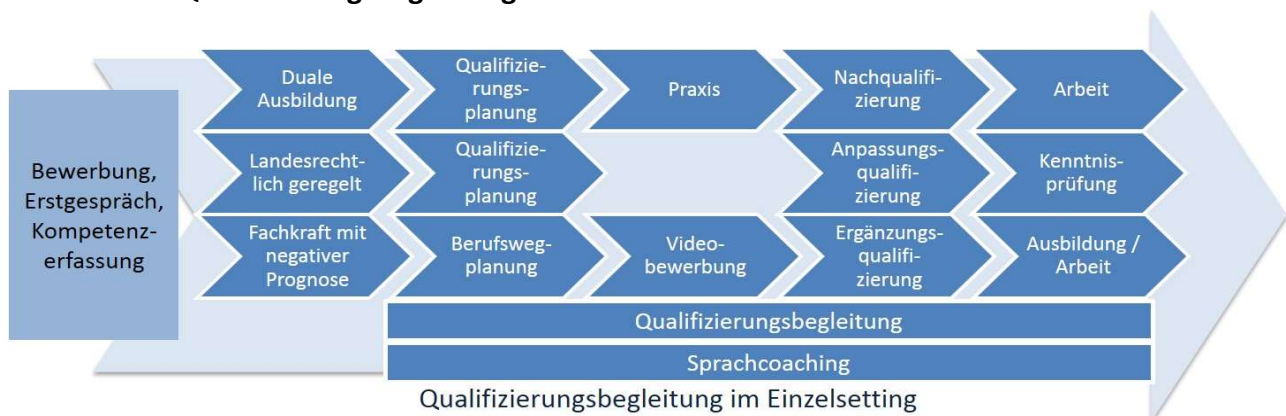 Bewerbung,
Erstgespräch,
Kompetenz-
erfassung
Duale
Ausbildung
Qualifizie-
rungs-
planung
Praxis
Nachqualifi-
zierung
Arbeit
Landesrecht-
lich geregelt
Qualifizie-
rungs-
planung
Anpassungs-
qualifi-
zierung
Kenntnis-
prüfung
Fachkraft mit
negativer
Prognose
Berufsweg-
planung
Video-
bewerbung
Ergänzungs-
qualifi-
zierung
Ausbildung /
Arbeit
Qualifizierungsbegleitung
Sprachcoaching
Qualifizierungsbegleitung im Einzelsetting